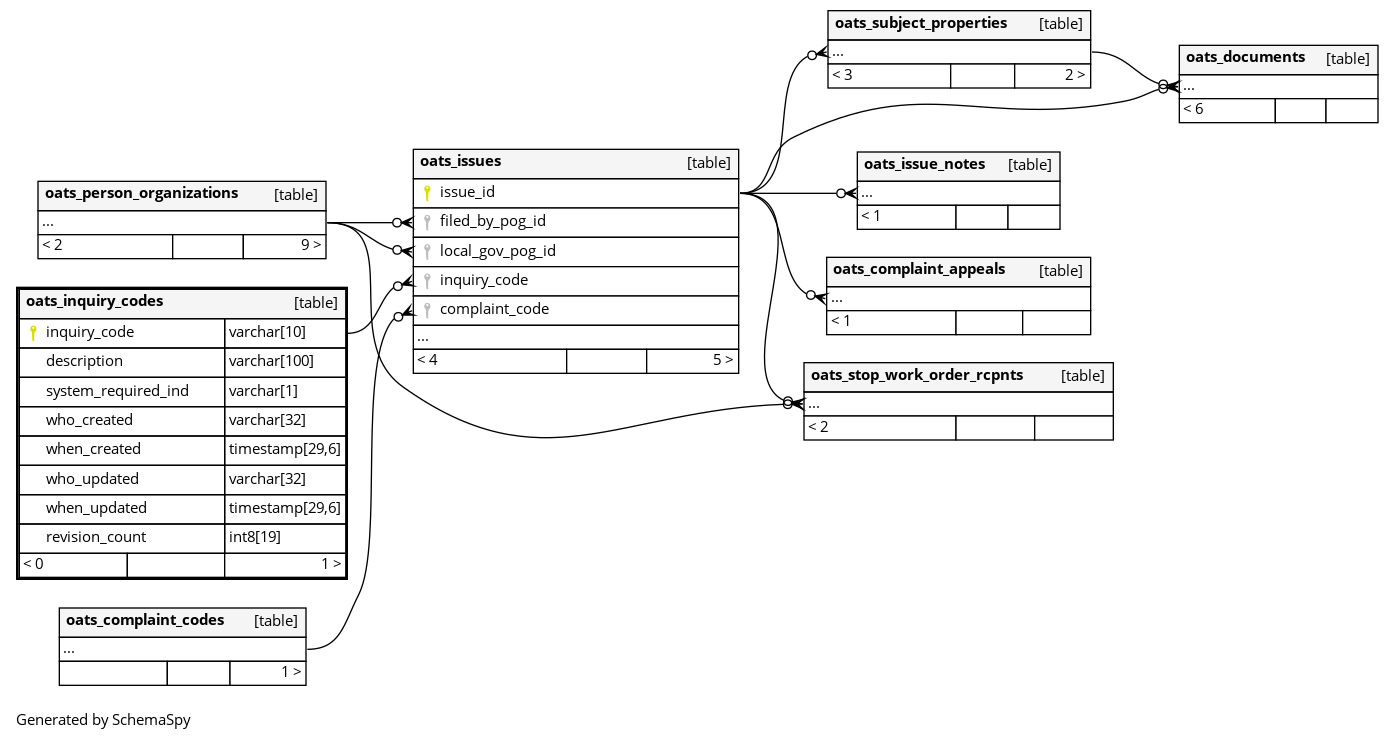 oats_subject_properties [table]
...
< 3 2 >
oats_documents [table]
...
< 6
oats_issues [table]
issue_id
filed_by_pog_id
local_gov_pog_id
inquiry_code
complaint_code
...
< 4 5 >
oats_issue_notes [table]
...
< 1
oats_person_organizations [table]
...
< 2 9 >
oats_complaint_appeals [table]
...
< 1
oats_inquiry_codes [table]
inquiry_code varchar[10]
description varchar[100]
system_required_ind varchar[1]
who_created varchar[32]
when_created timestamp[29,6]
who_updated varchar[32]
when_updated timestamp[29,6]
revision_count int8[19]
< 0 1 >
oats_stop_work_order_rcpnts [table]
...
< 2
oats_complaint_codes [table]
...
1 >
Generated by SchemaSpy